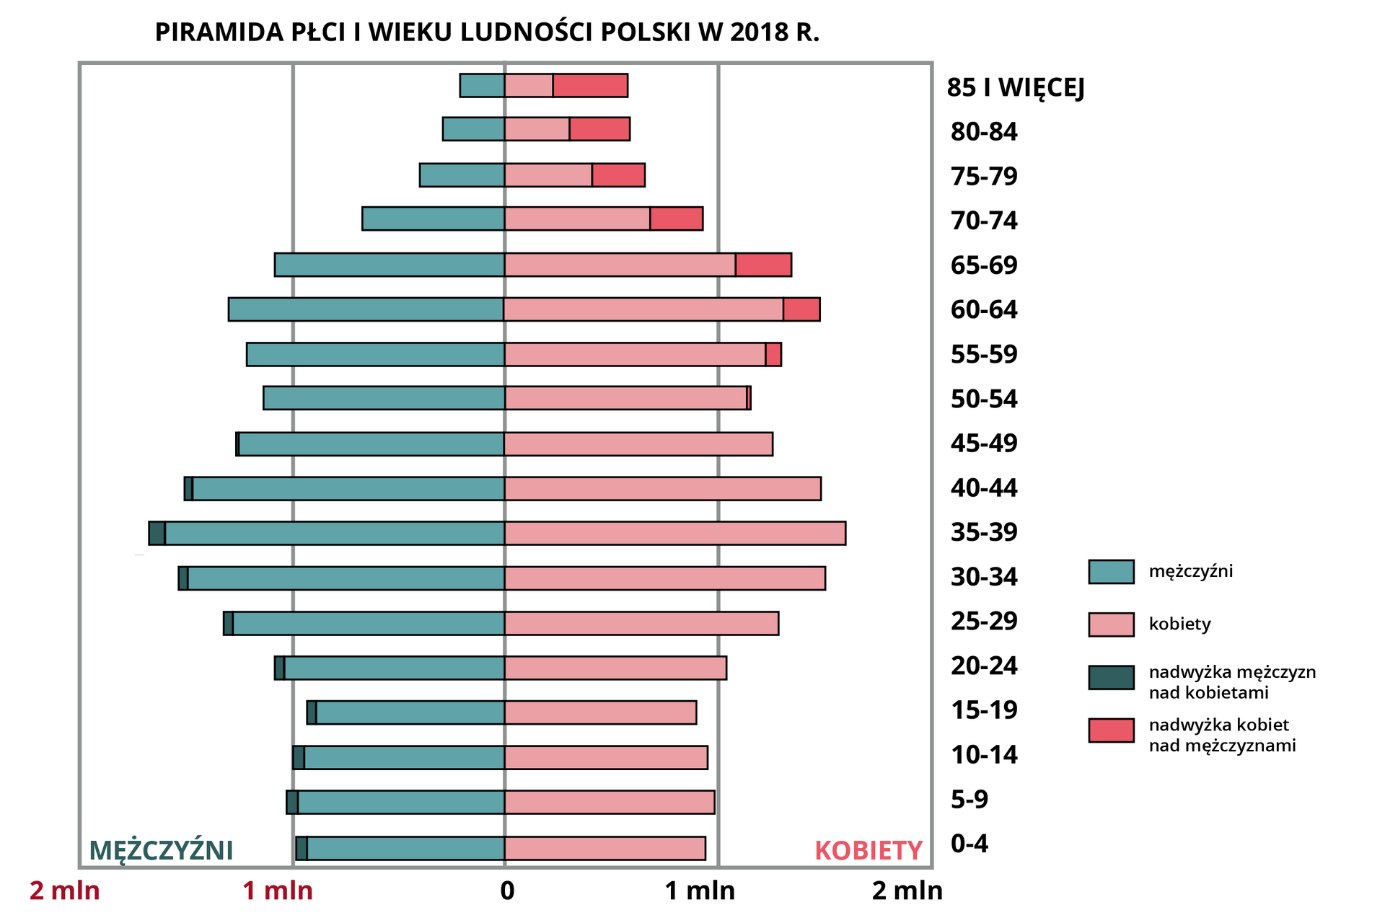 PIRAMIDA PŁCI I WIEKU LUDNOŚCI POLSKI W 2018 R.
85 I WIĘCEJ
80-84
75-79
70-74
65-69
60-64
55-59
50-54
45-49
40-44
35-39
30-34
25-29
20-24
15-19
10-14
5-9
0-4
MĘŻCZYŹNI
KOBIETY
2 mln
1 mln
0
1 mln
2 mln
mężczyźni
kobiety
nadwyżka mężczyzn
nad kobietami
nadwyżka kobiet
nad mężczyznami